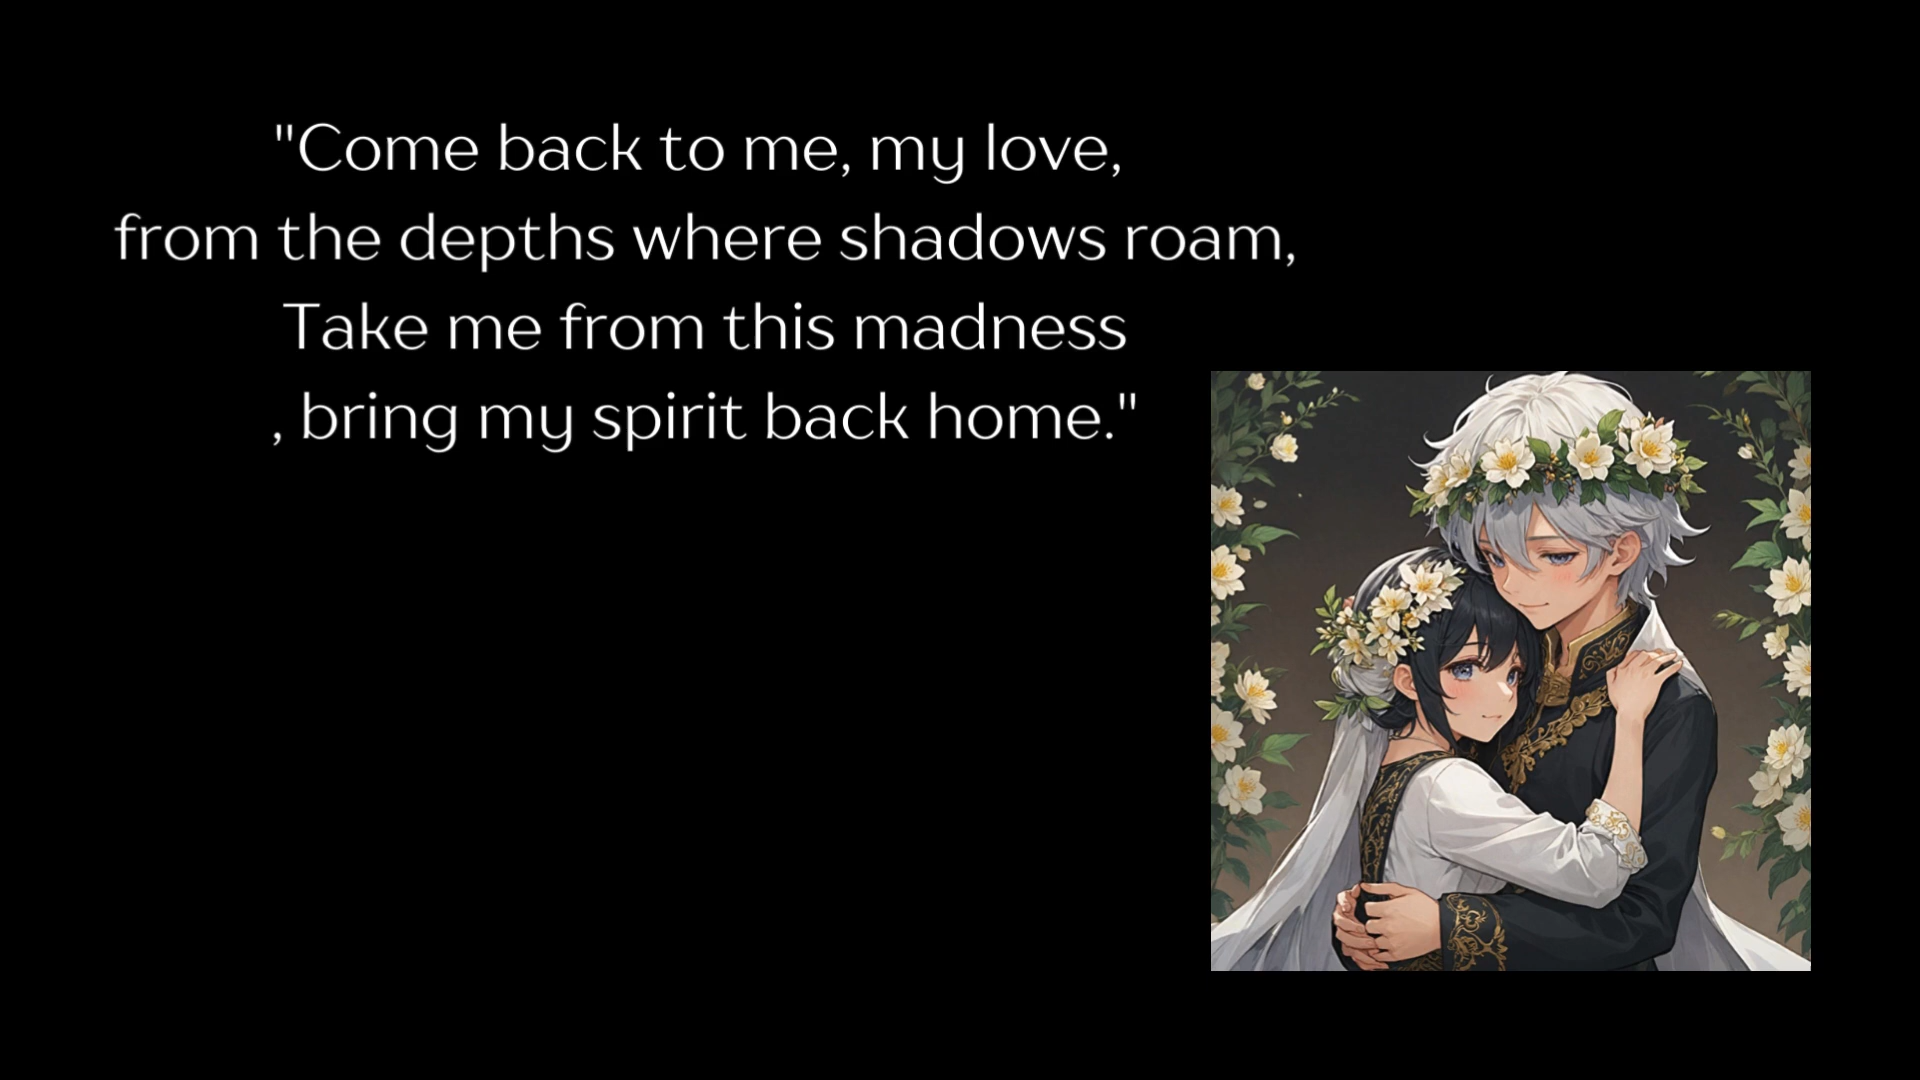 "Come back to me, my love,
from the depths where shadows roam,
Take me from this madness
, bring my spirit back home."